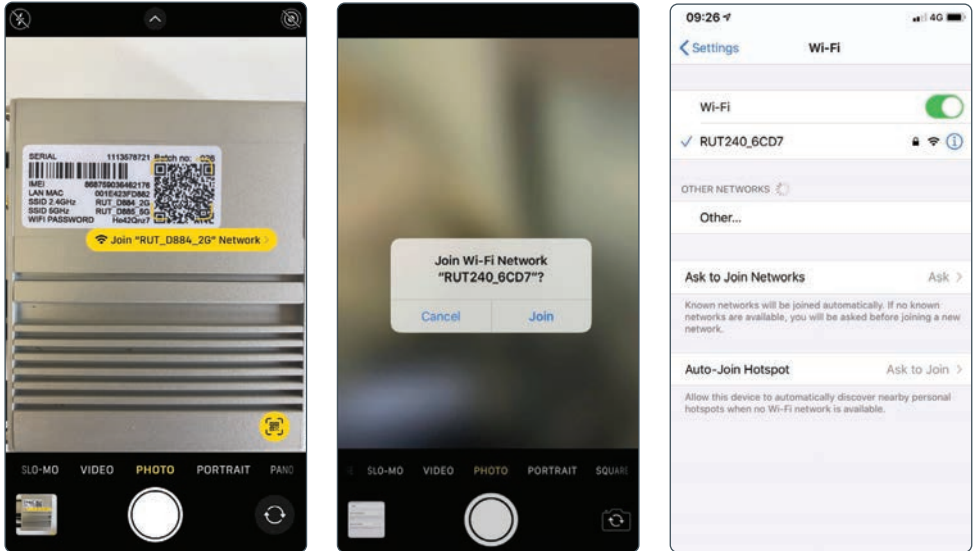 SERIAL 1113578721 Batch no: 026
IMEI 868759036462176
LAN MAC 001E423FD882
SSID 2.4GHz RUT_D884_2G
SSID 5GHz RUT_D885_5G
WIFI PASSWORD He42Qnz7
Join "RUT_D884_2G" Network
SLO-MO VIDEO PHOTO PORTRAIT PANO
Join Wi-Fi Network
"RUT240_6CD7"?
Cancel Join
SLO-MO VIDEO PHOTO PORTRAIT SQUARE
09:26 4G
Settings Wi-Fi
Wi-Fi
RUT240_6CD7
OTHER NETWORKS
Other...
Ask to Join Networks Ask
Known networks will be joined automatically. If no known
networks are available, you will be asked before joining a new
network.
Auto-Join Hotspot Ask to Join
Allow this device to automatically discover nearby personal
hotspots when no Wi-Fi network is available.